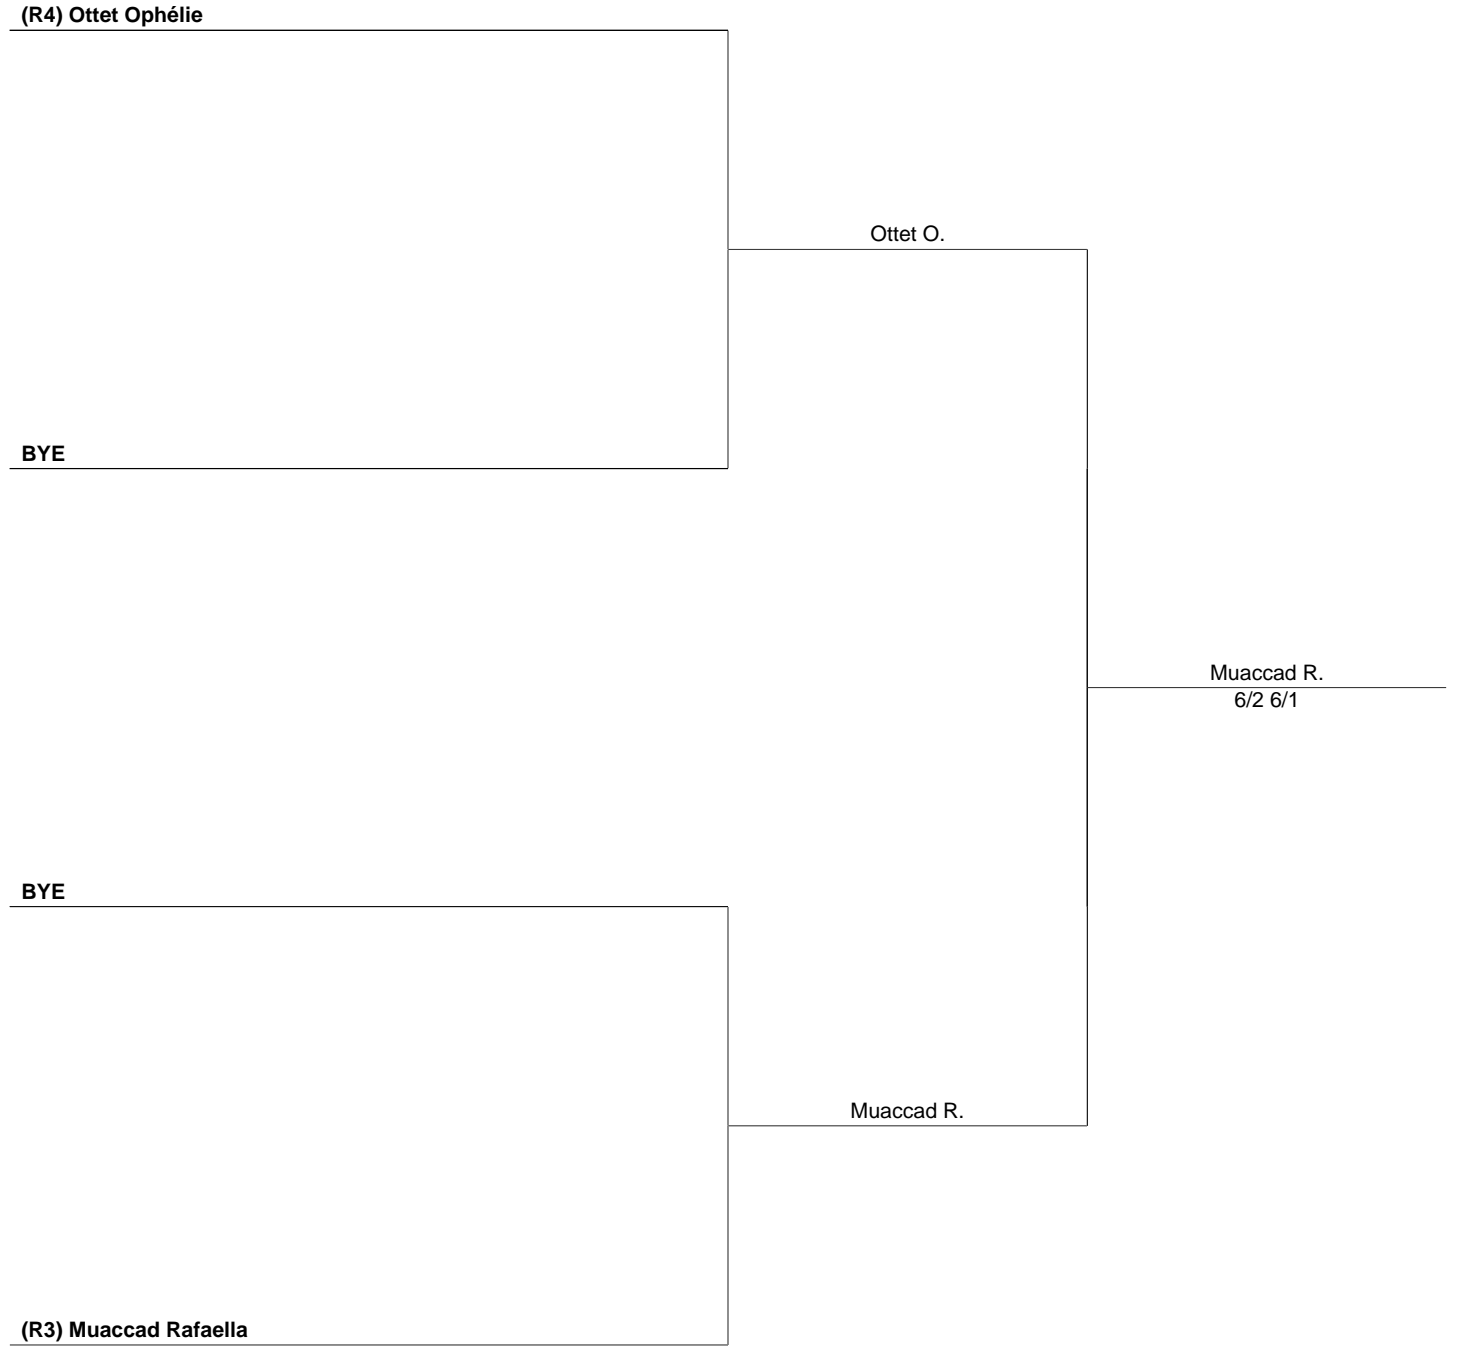 (R4) Ottet Ophélie
Ottet O.
BYE
Muaccad R.
6/2 6/1
BYE
Muaccad R.
(R3) Muaccad Rafaella